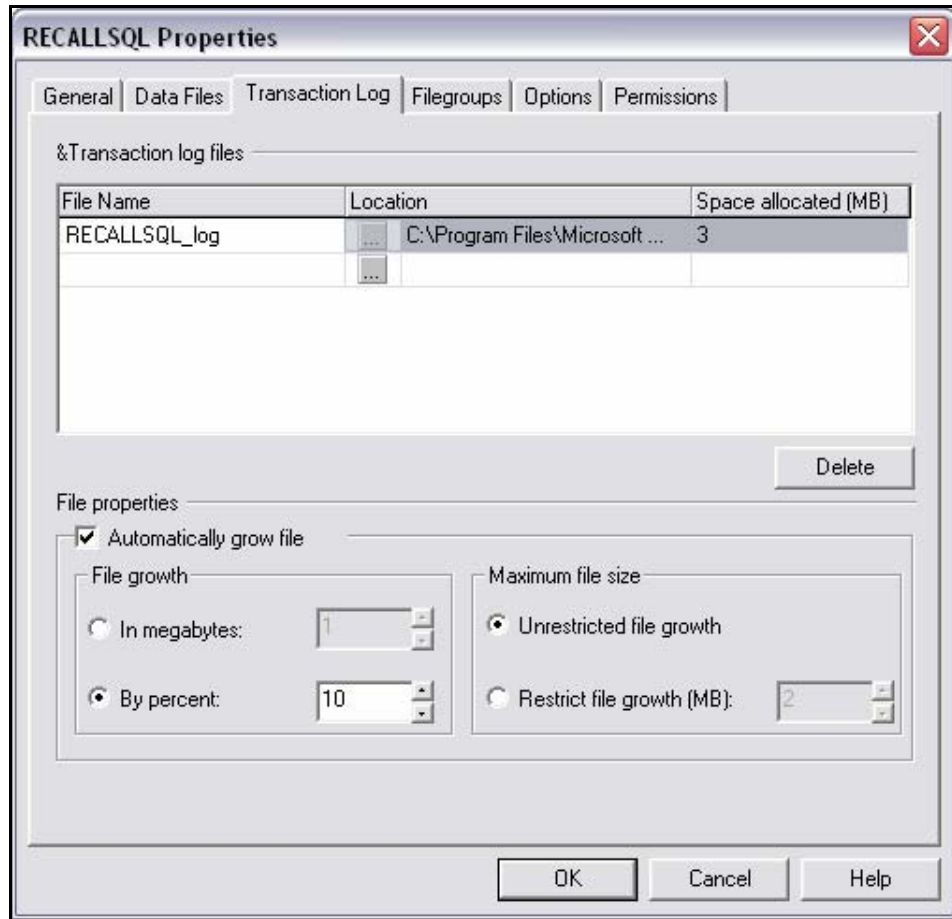 RECALLSQL Properties
General Data Files Transaction Log Filegroups Options Permissions
&Transaction log files
File Name Location Space allocated (MB)
RECALLSQL_log ... C:\Program Files\Microsoft ... 3
...
Delete
File properties
Automatically grow file
File growth Maximum file size
In megabytes: 1 Unrestricted file growth
By percent: 10 Restrict file growth (MB): 2
OK Cancel Help